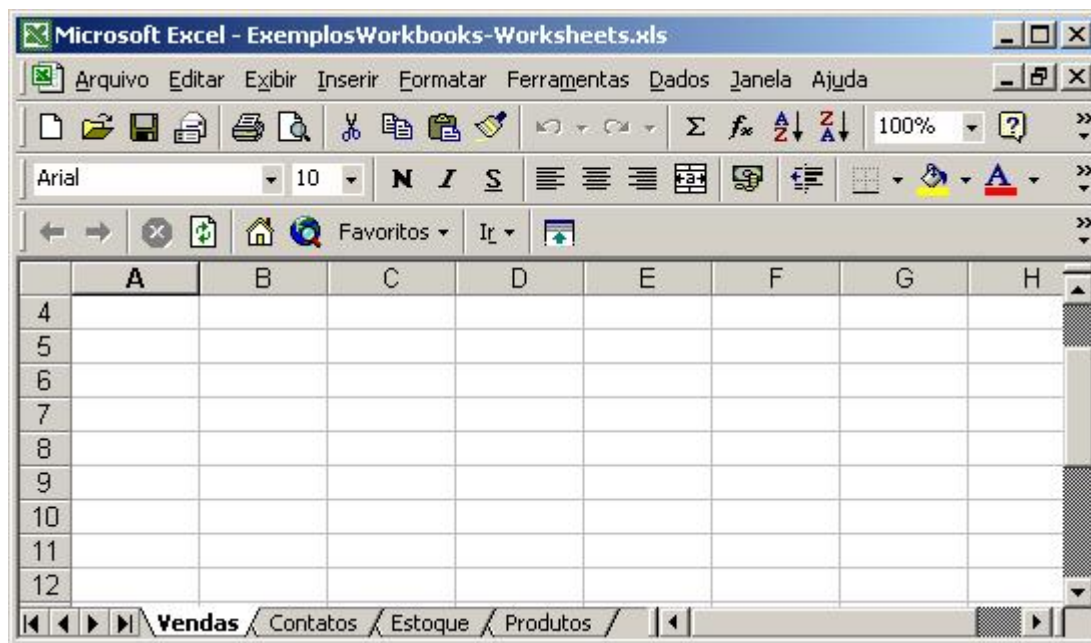 Microsoft Excel - ExemplosWorkbooks-Worksheets.xls
Arquivo Editar Exibir Inserir Formatar Ferramentas Dados Janela Ajuda
Σ fx A Z Z A 100% ?
Arial 10 N I S a A
Favoritos Ir
A B C D E F G H
4
5
6
7
8
9
10
11
12
Vendas Contatos Estoque Produtos